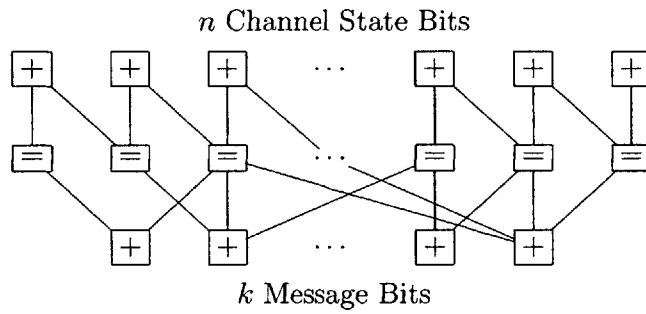 n Channel State Bits
+ + + ... + + +
= = = ... = = =
+ + ... + +
k Message Bits